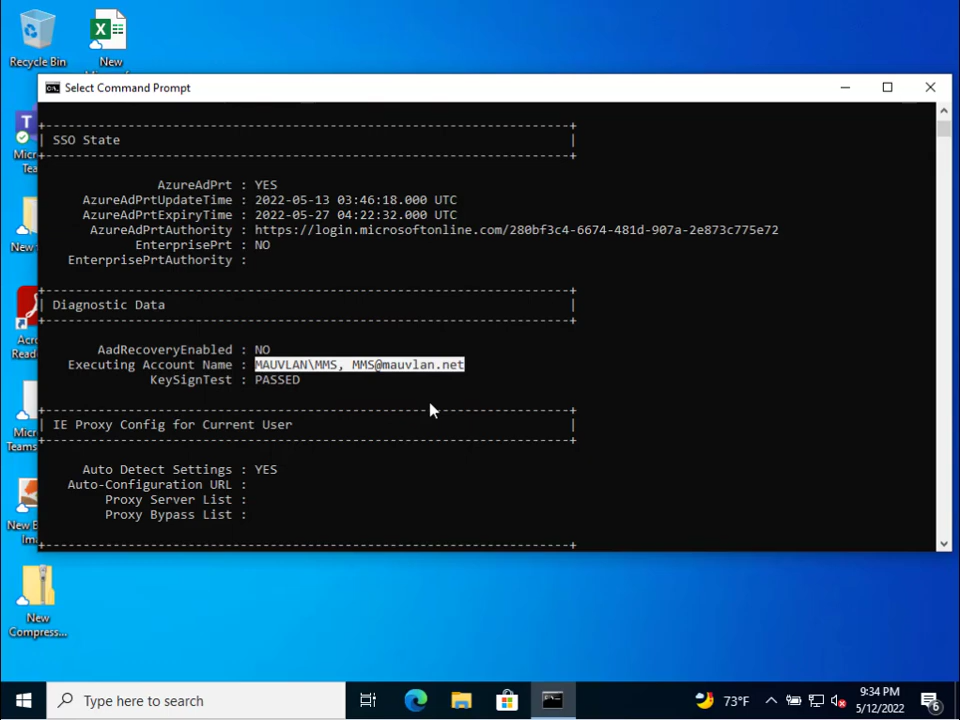 Recycle Bin
New
Select Command Prompt
+----------------------------------------------------------------------+
| SSO State |
+----------------------------------------------------------------------+
AzureAdPrt : YES
AzureAdPrtUpdateTime : 2022-05-13 03:46:18.000 UTC
AzureAdPrtExpiryTime : 2022-05-27 04:22:32.000 UTC
AzureAdPrtAuthority : https://login.microsoftonline.com/280bf3c4-6674-481d-907a-2e873c775e72
EnterprisePrt : NO
EnterprisePrtAuthority :
+----------------------------------------------------------------------+
| Diagnostic Data |
+----------------------------------------------------------------------+
AadRecoveryEnabled : NO
Executing Account Name : MAUVLAN\MMS, MMS@mauvlan.net
KeySignTest : PASSED
+----------------------------------------------------------------------+
| IE Proxy Config for Current User |
+----------------------------------------------------------------------+
Auto Detect Settings : YES
Auto-Configuration URL :
Proxy Server List :
Proxy Bypass List :
+----------------------------------------------------------------------+
New
Compress...
Type here to search
73°F
9:34 PM
5/12/2022
6